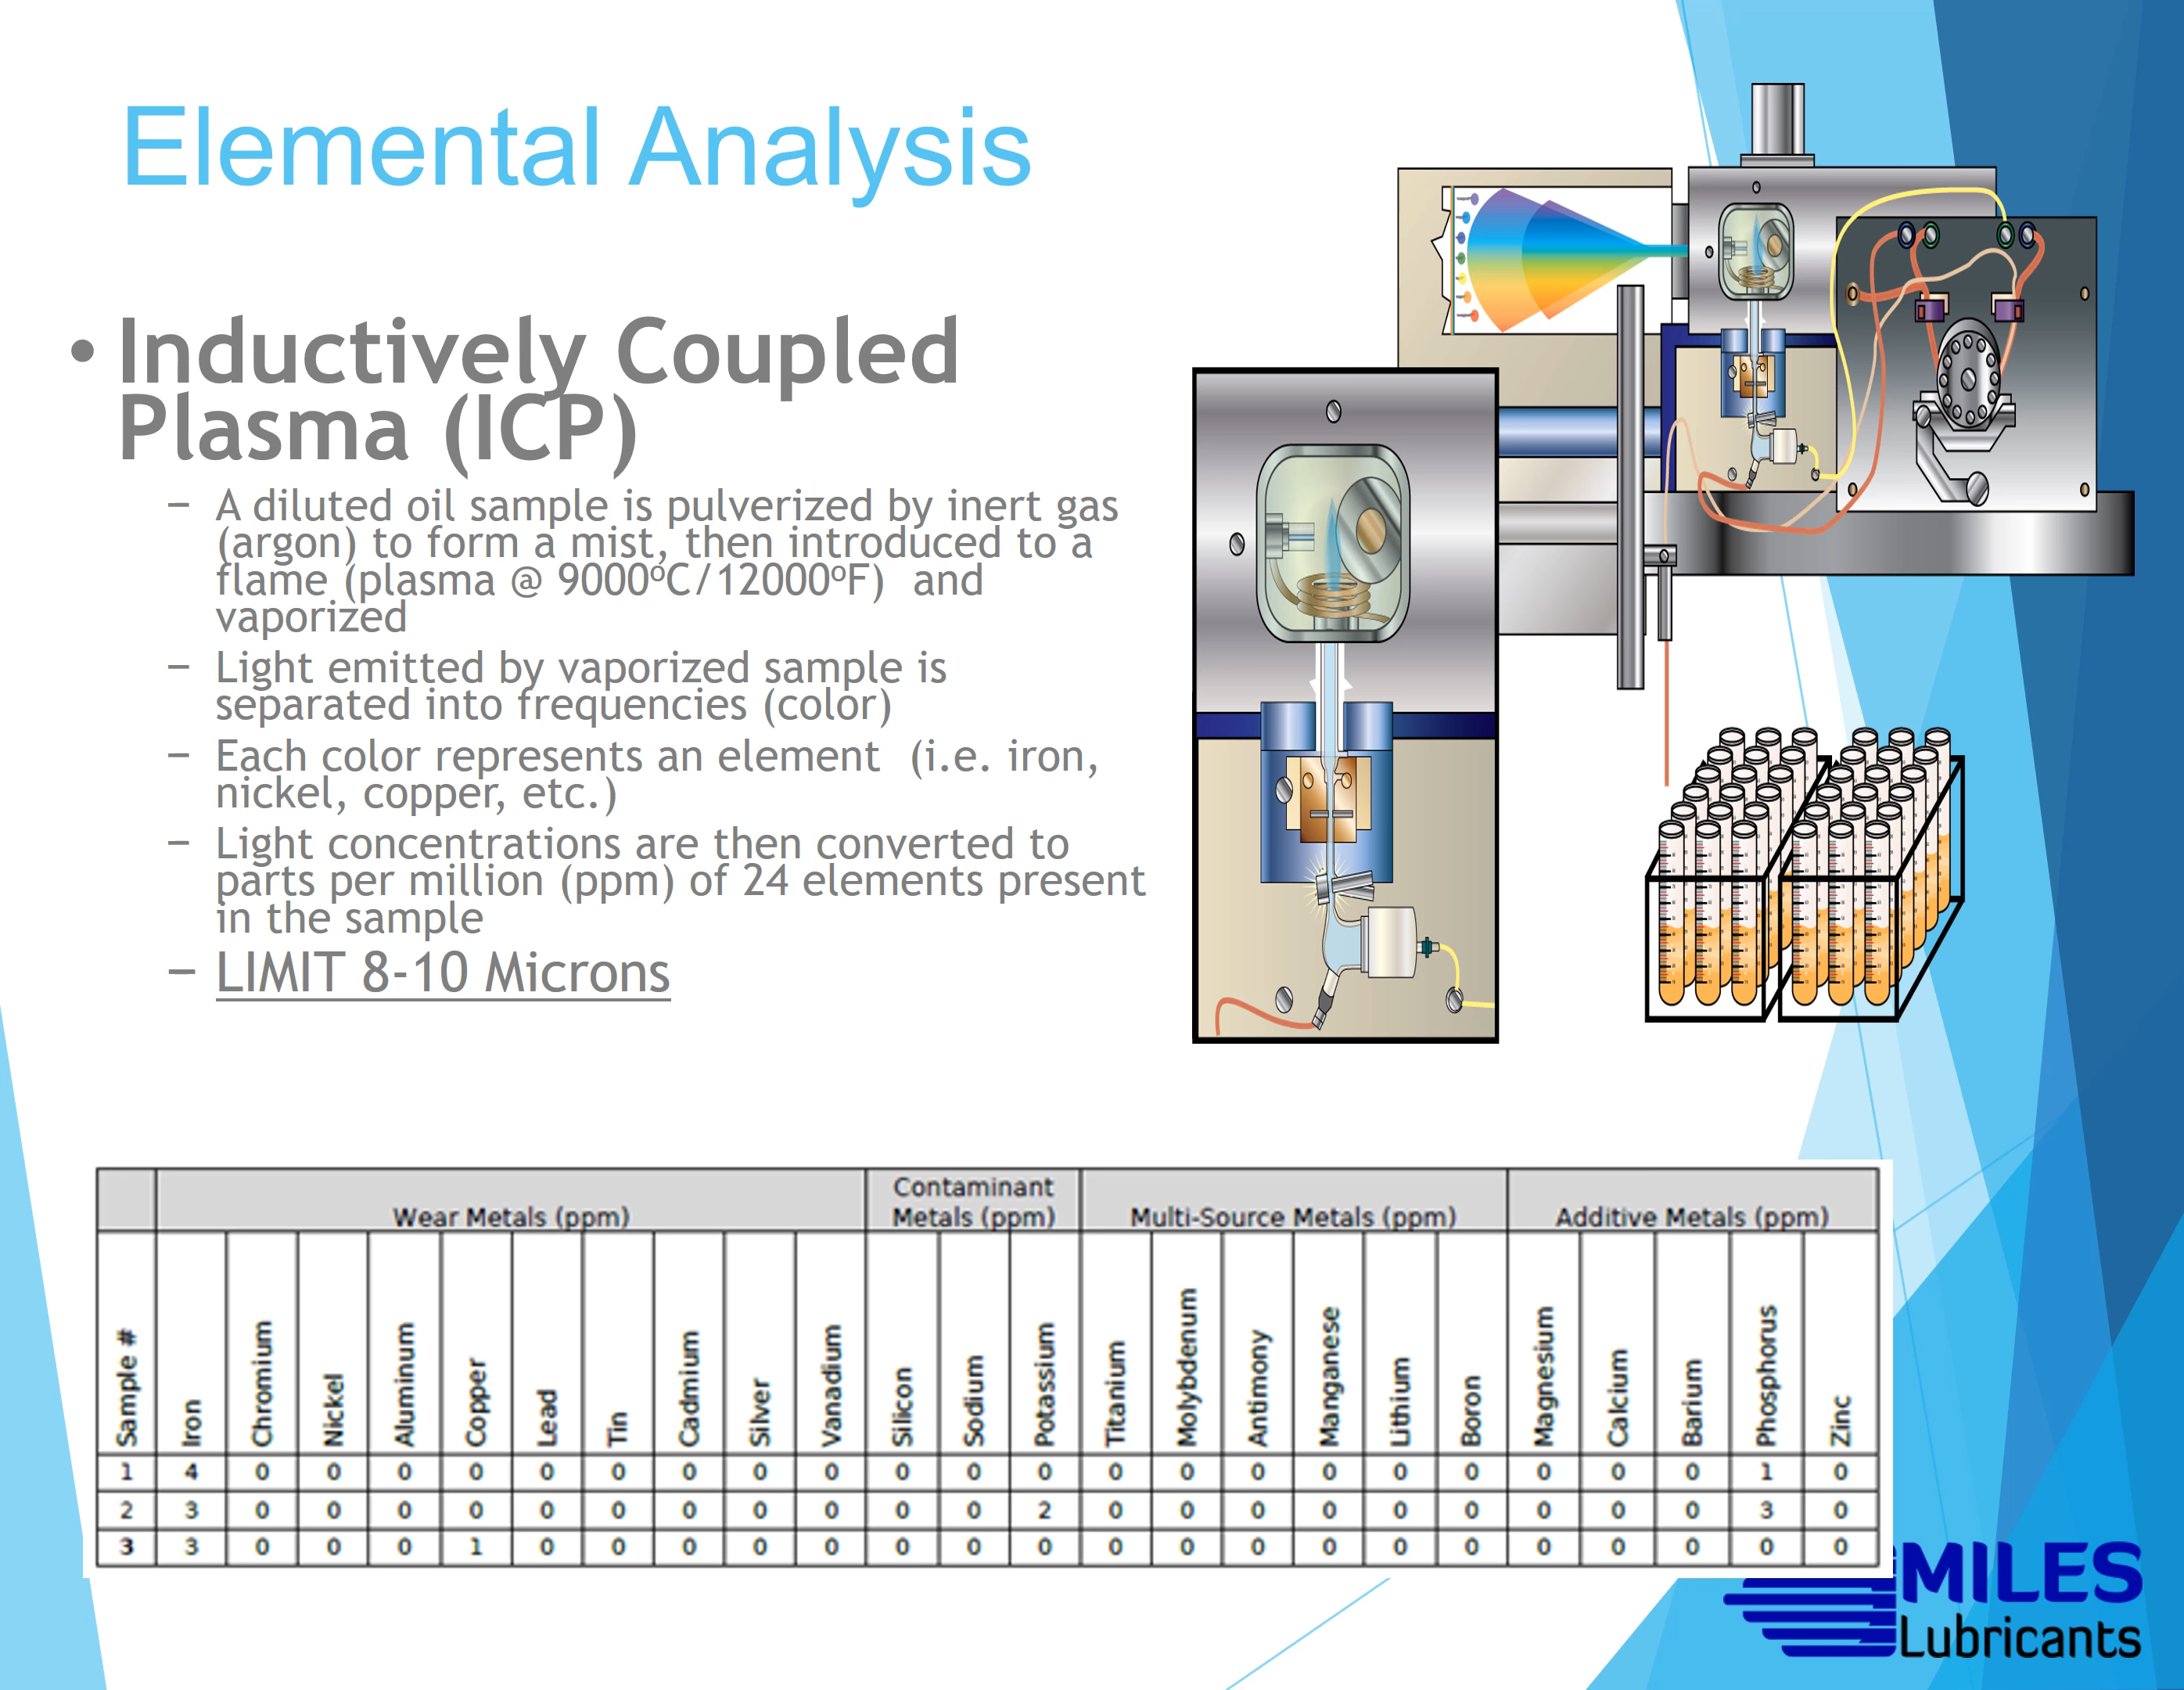 Elemental Analysis
• Inductively Coupled
Plasma (ICP)
– A diluted oil sample is pulverized by inert gas
(argon) to form a mist, then introduced to a
flame (plasma @ 9000ºC/12000ºF) and
vaporized
– Light emitted by vaporized sample is
separated into frequencies (color)
– Each color represents an element (i.e. iron,
nickel, copper, etc.)
– Light concentrations are then converted to
parts per million (ppm) of 24 elements present
in the sample
– LIMIT 8-10 Microns
Wear Metals (ppm) Contaminant Metals (ppm) Multi-Source Metals (ppm) Additive Metals (ppm)
Sample # Iron Chromium Nickel Aluminum Copper Lead Tin Cadmium Silver Vanadium Silicon Sodium Potassium Titanium Molybdenum Antimony Manganese Lithium Boron Magnesium Calcium Barium Phosphorus Zinc
1 4 0 0 0 0 0 0 0 0 0 0 0 0 0 0 0 0 0 0 0 0 0 1 0
2 3 0 0 0 0 0 0 0 0 0 0 0 2 0 0 0 0 0 0 0 0 0 3 0
3 3 0 0 0 1 0 0 0 0 0 0 0 0 0 0 0 0 0 0 0 0 0 0 0
MILES
Lubricants